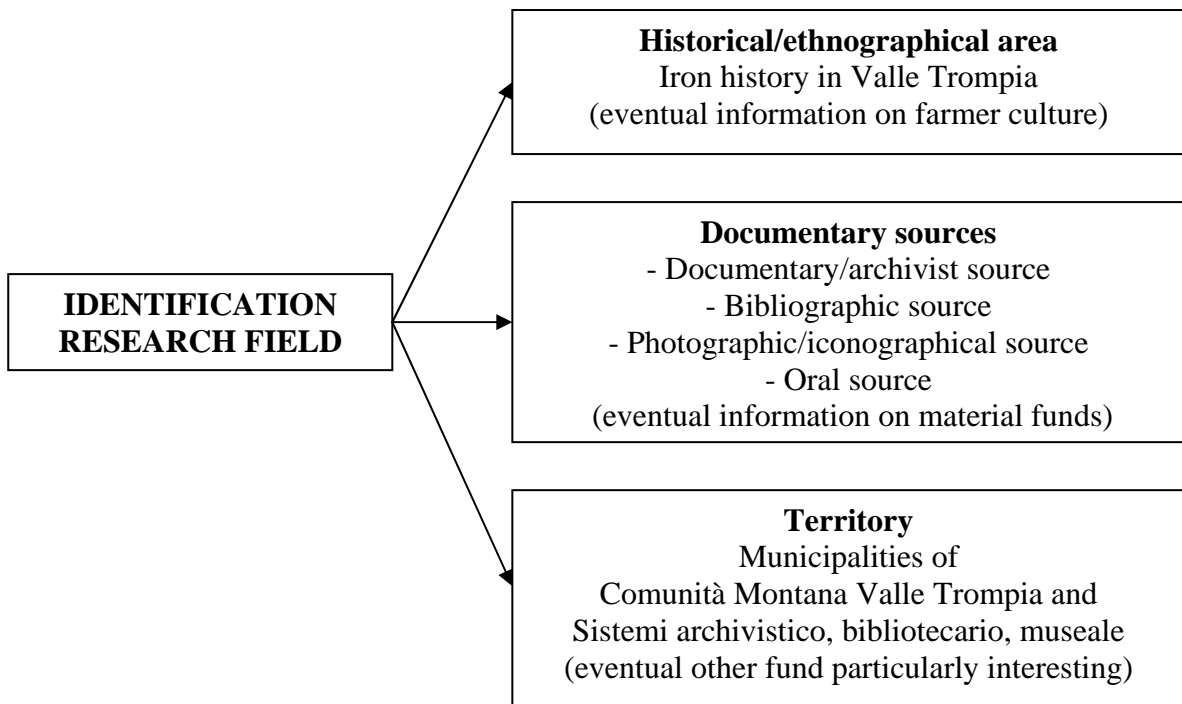 Historical/ethnographical area
Iron history in Valle Trompia
(eventual information on farmer culture)
Documentary sources
- Documentary/archivist source
- Bibliographic source
- Photographic/iconographical source
- Oral source
(eventual information on material funds)
IDENTIFICATION
RESEARCH FIELD
Territory
Municipalities of
Comunità Montana Valle Trompia and
Sistemi archivistico, bibliotecario, museale
(eventual other fund particularly interesting)